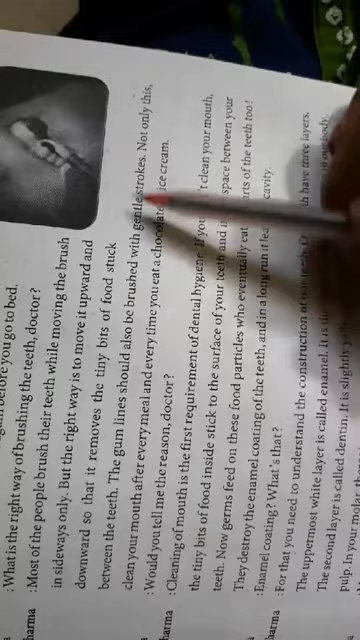 before you go to bed.
: What is the right way of brushing the teeth, doctor?
harma : Most of the people brush their teeth while moving the brush
in sideways only. But the right way is to move it upward and
downward so that it removes the tiny bits of food stuck
between the teeth. The gum lines should also be brushed with gentle strokes. Not only this,
clean your mouth after every meal and every time you eat a chocolate ice cream.
: Would you tell me the reason, doctor?
harma : Cleaning of mouth is the first requirement of dental hygiene. If you 't clean your mouth,
the tiny bits of food inside stick to the surface of your teeth and space between your
teeth. Now germs feed on these food particles who eventually eat rts of the teeth too!
They destroy the enamel coating of the teeth, and in a long run it cavity.
: Enamel coating? What's that?
harma : For that you need to understand the construction of teeth. have three layers.
The uppermost white layer is called enamel. It is body.
The second layer is called dentin. It is slightly
pulp. In your molar